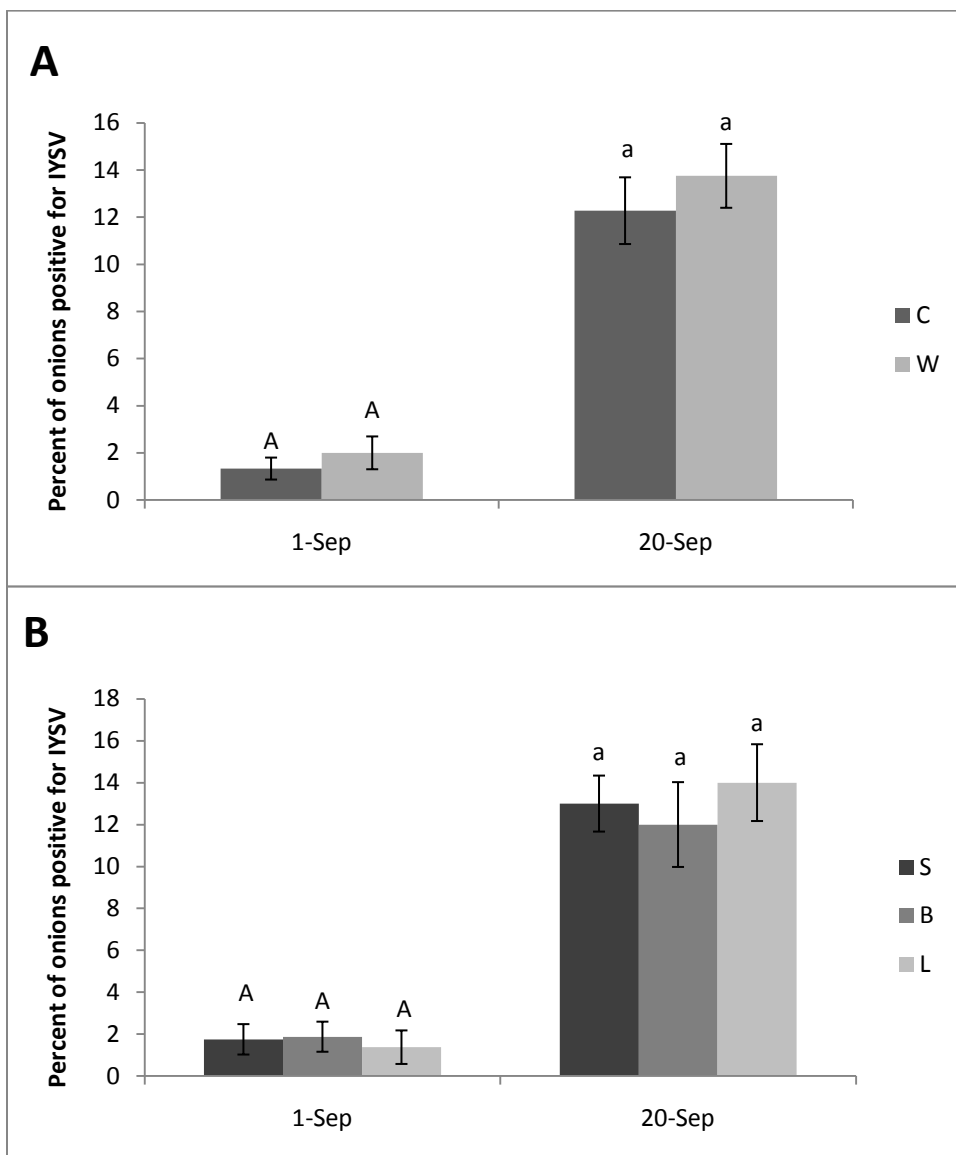 A
Percent of onions positive for IYSV
16
14
12
10
8
6
4
2
0
A
A
a
a
1-Sep
20-Sep
C
W
B
Percent of onions positive for IYSV
18
16
14
12
10
8
6
4
2
0
A
A
A
a
a
a
1-Sep
20-Sep
S
B
L